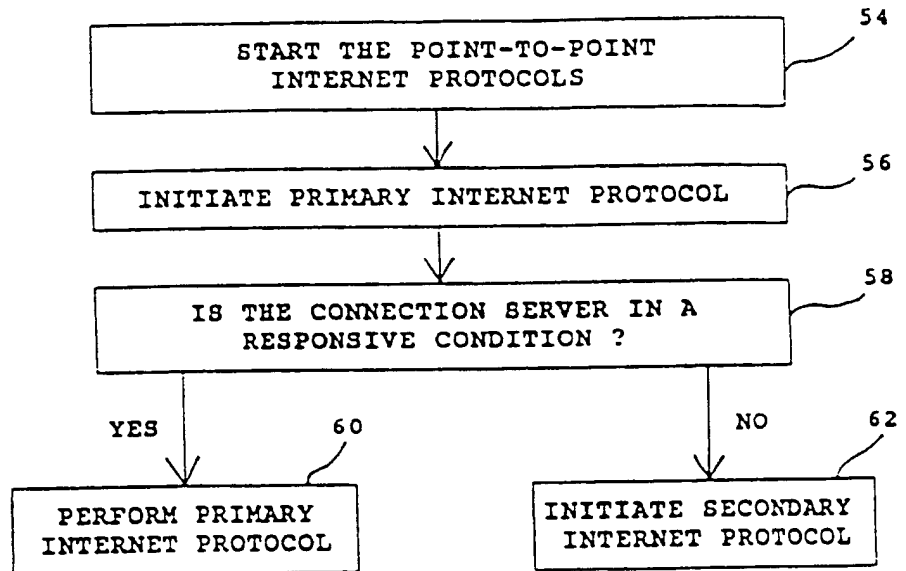 54
START THE POINT-TO-POINT
INTERNET PROTOCOLS
56
INITIATE PRIMARY INTERNET PROTOCOL
58
IS THE CONNECTION SERVER IN A
RESPONSIVE CONDITION ?
YES
60
NO
62
PERFORM PRIMARY
INTERNET PROTOCOL
INITIATE SECONDARY
INTERNET PROTOCOL